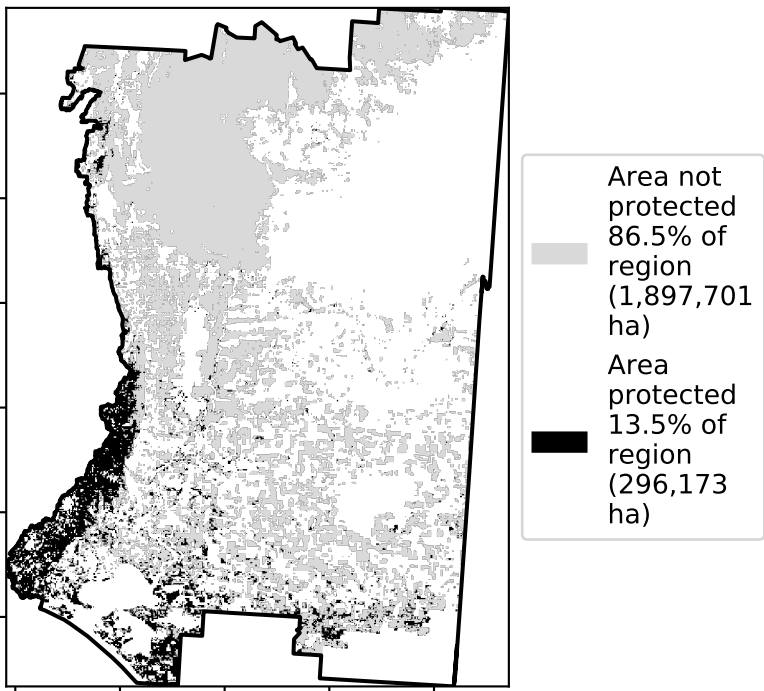 Area not
protected
86.5% of
region
(1,897,701
ha)
Area
protected
13.5% of
region
(296,173
ha)